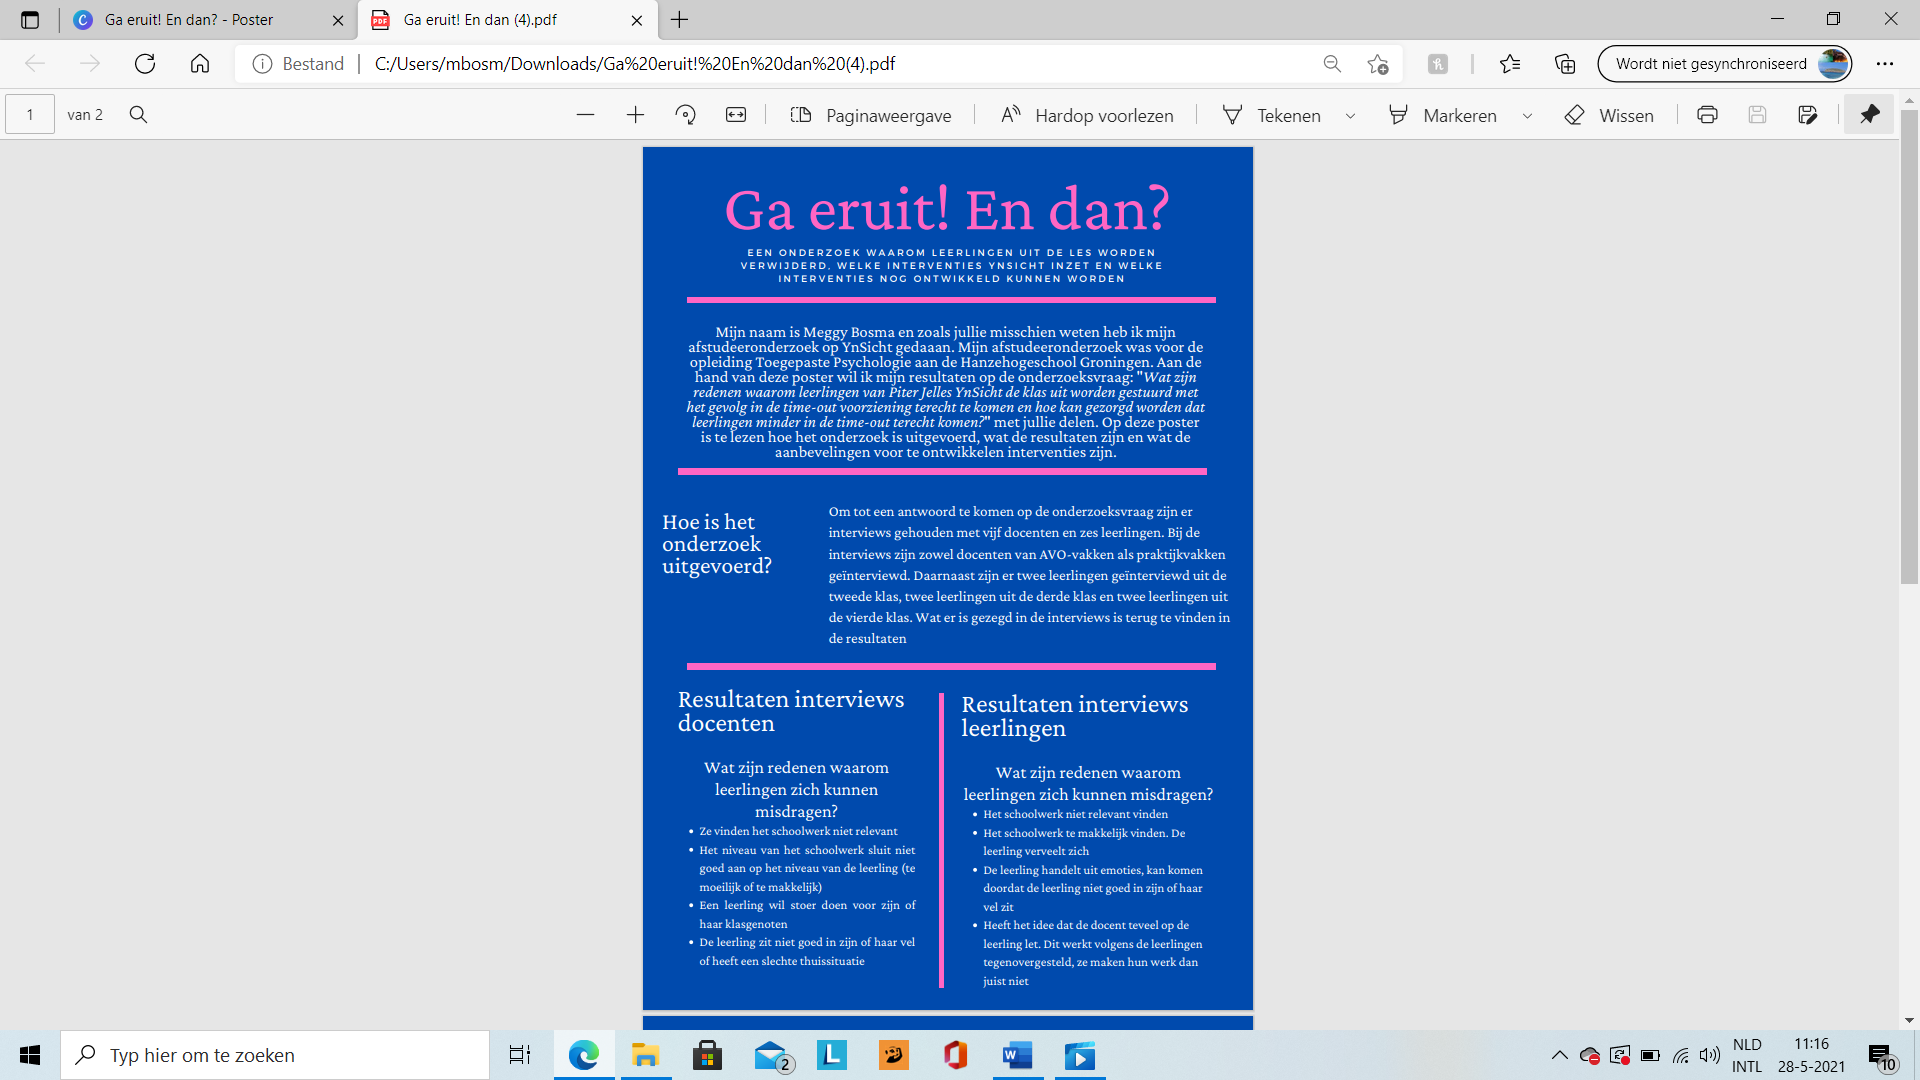 Ga eruit! En dan? - Poster
Ga eruit! En dan (4).pdf
Bestand
C:/Users/mbosm/Downloads/Ga%20eruit!%20En%20dan%20(4).pdf
Wordt niet gesynchroniseerd
1
van 2
Paginaweergave
Hardop voorlezen
Tekenen
Markeren
Wissen
Ga eruit! En dan?
EEN ONDERZOEK WAAROM LEERLINGEN UIT DE LES WORDEN
VERWIJDERD, WELKE INTERVENTIES YNSICHT INZET EN WELKE
INTERVENTIES NOG ONTWIKKELD KUNNEN WORDEN
Mijn naam is Meggy Bosma en zoals jullie misschien weten heb ik mijn
afstudeeronderzoek op YnSicht gedaaan. Mijn afstudeeronderzoek was voor de
opleiding Toegepaste Psychologie aan de Hanzehogeschool Groningen. Aan de
hand van deze poster wil ik mijn resultaten op de onderzoeksvraag: "Wat zijn
redenen waarom leerlingen van Piter Jelles YnSicht de klas uit worden gestuurd met
het gevolg in de time-out voorziening terecht te komen en hoe kan gezorgd worden dat
leerlingen minder in de time-out terecht komen?" met jullie delen. Op deze poster
is te lezen hoe het onderzoek is uitgevoerd, wat de resultaten zijn en wat de
aanbevelingen voor te ontwikkelen interventies zijn.
Hoe is het
onderzoek
uitgevoerd?
Om tot een antwoord te komen op de onderzoeksvraag zijn er
interviews gehouden met vijf docenten en zes leerlingen. Bij de
interviews zijn zowel docenten van AVO-vakken als praktijkvakken
geïnterviewd. Daarnaast zijn er twee leerlingen geïnterviewd uit de
tweede klas, twee leerlingen uit de derde klas en twee leerlingen uit
de vierde klas. Wat er is gezegd in de interviews is terug te vinden in
de resultaten
Resultaten interviews
docenten
Wat zijn redenen waarom
leerlingen zich kunnen
misdragen?
• Ze vinden het schoolwerk niet relevant
• Het niveau van het schoolwerk sluit niet
goed aan op het niveau van de leerling (te
moeilijk of te makkelijk)
• Een leerling wil stoer doen voor zijn of
haar klasgenoten
• De leerling zit niet goed in zijn of haar vel
of heeft een slechte thuissituatie
Resultaten interviews
leerlingen
Wat zijn redenen waarom
leerlingen zich kunnen misdragen?
• Het schoolwerk niet relevant vinden
• Het schoolwerk te makkelijk vinden. De
leerling verveelt zich
• De leerling handelt uit emoties, kan komen
doordat de leerling niet goed in zijn of haar
vel zit
• Heeft het idee dat de docent teveel op de
leerling let. Dit werkt volgens de leerlingen
tegenovergesteld, ze maken hun werk dan
juist niet
Typ hier om te zoeken
2
NLD
INTL
11:16
28-5-2021
10